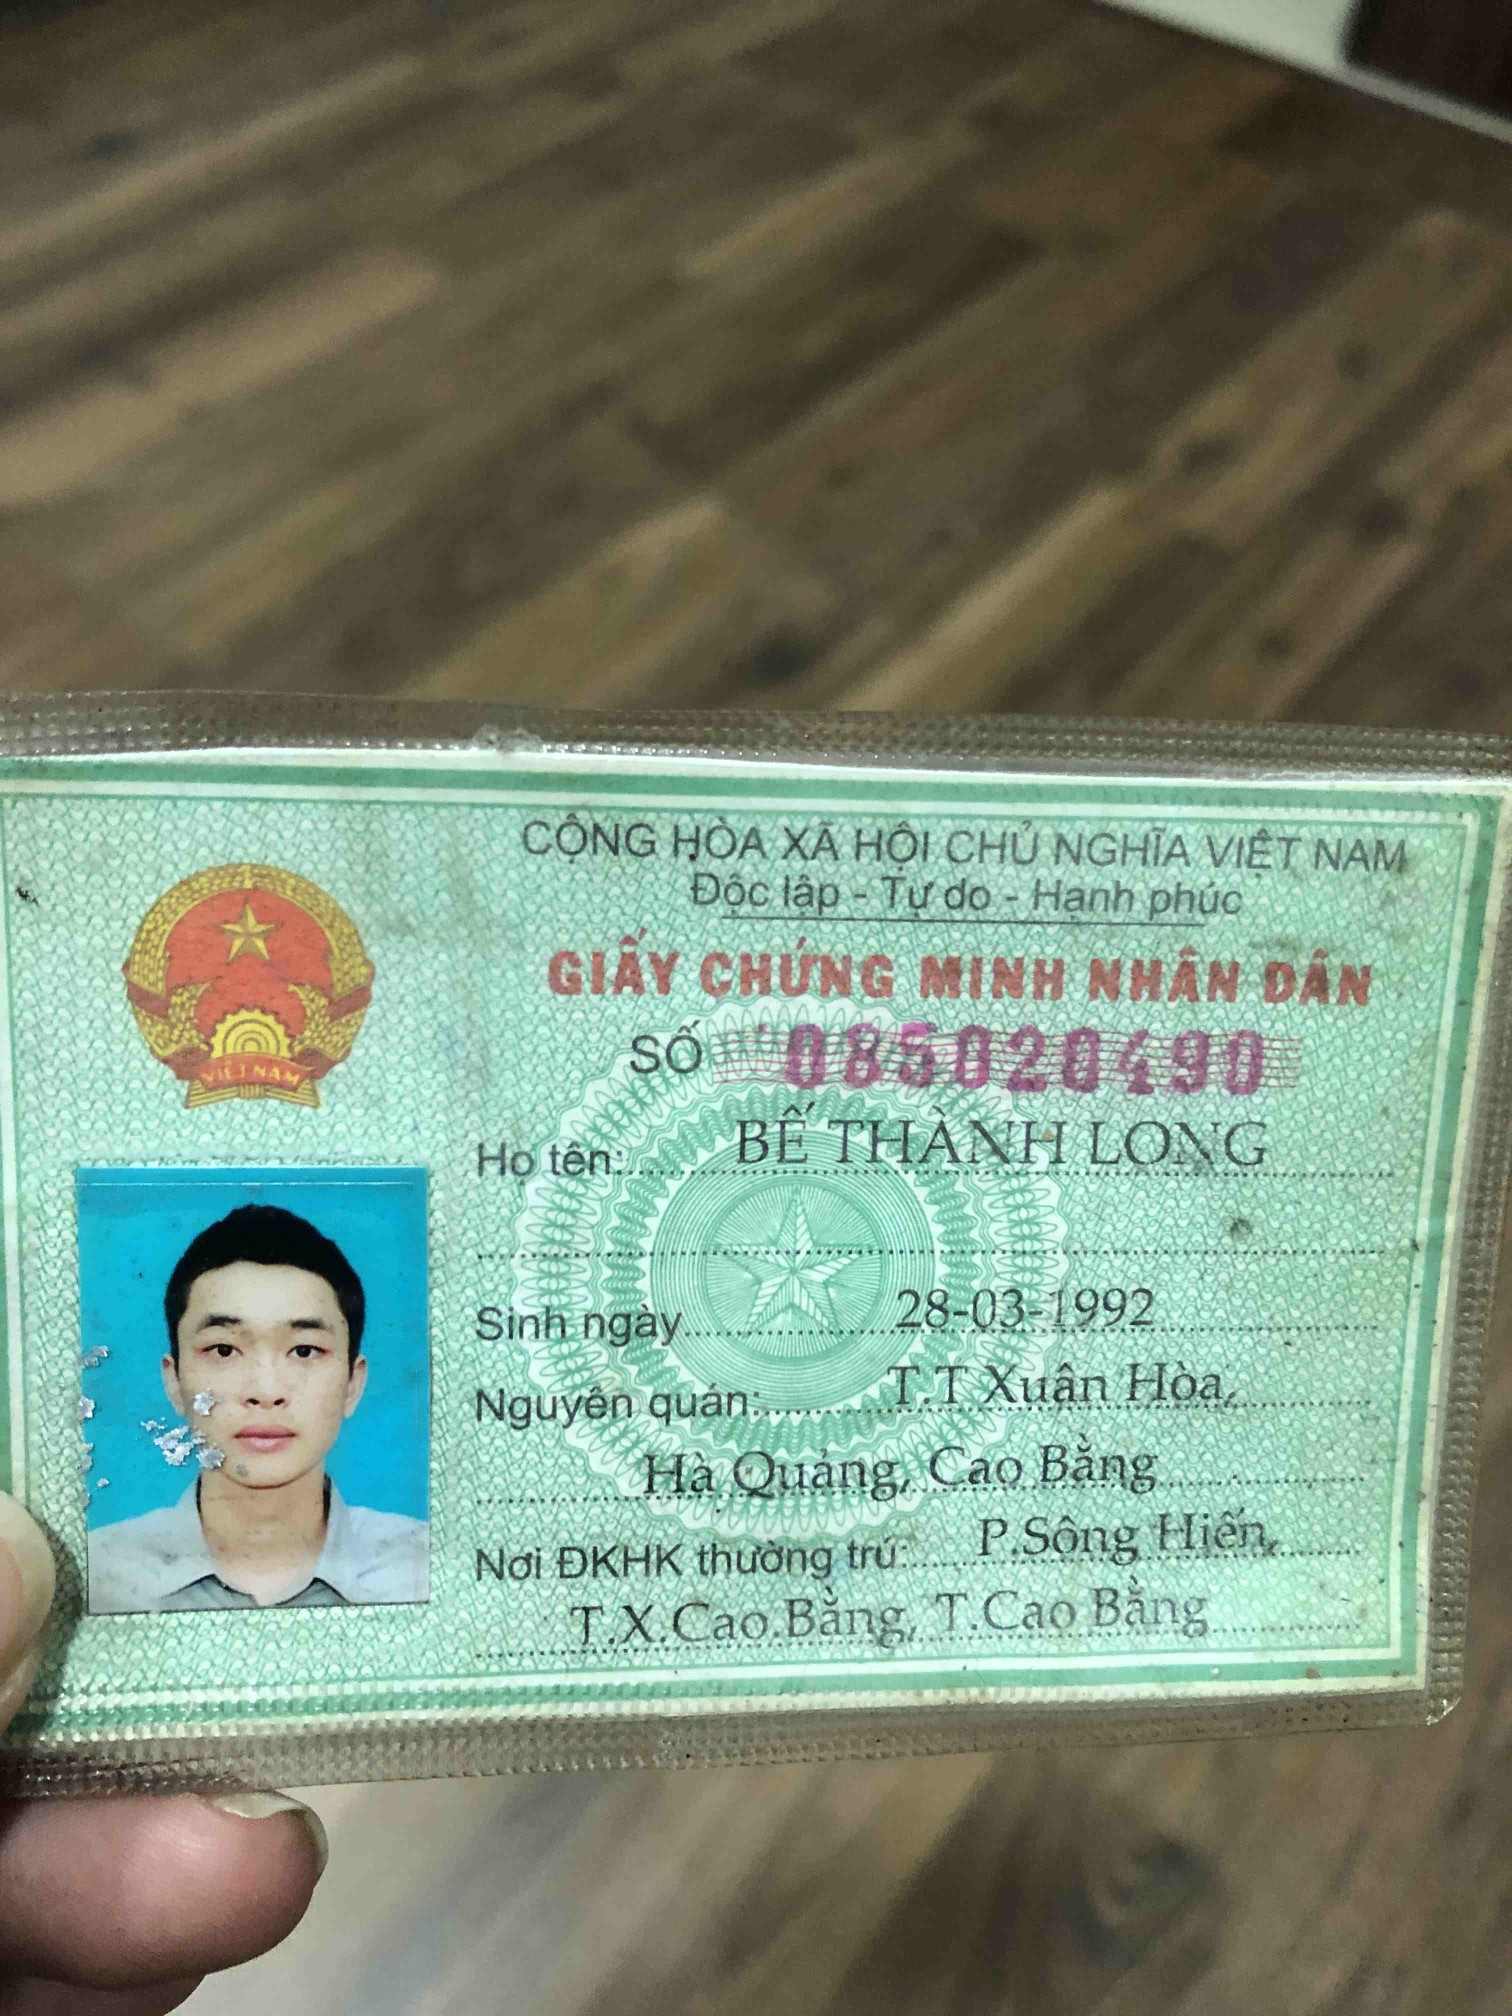 CỘNG HÒA XÃ HỘI CHỦ NGHĨA VIỆT NAM
Độc lập - Tự do - Hạnh phúc
GIẤY CHỨNG MINH NHÂN DÂN
SỐ 085020490
VIỆT NAM
Họ tên: BẾ THÀNH LONG
Sinh ngày 28-03-1992
Nguyên quán: T.T Xuân Hòa,
Hà Quảng, Cao Bằng
Nơi ĐKHK thường trú: P.Sông Hiến,
T.X.Cao Bằng, T.Cao Bằng